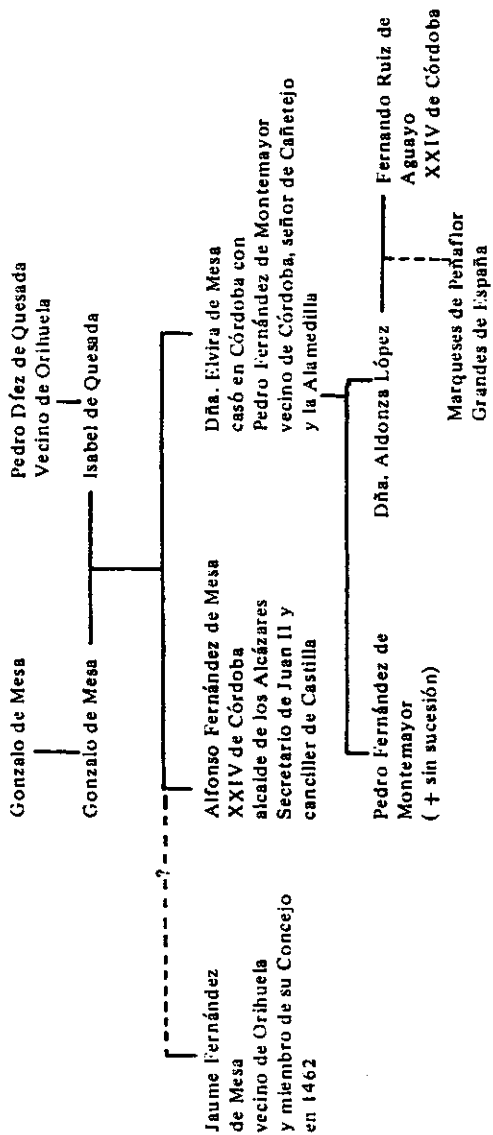 Gonzalo de Mesa
Pedro Díez de Quesada
Vecino de Orihuela
Gonzalo de Mesa
Isabel de Quesada
?
Jaume Fernández
de Mesa
vecino de Orihuela
y miembro de su Concejo
en 1462
Alfonso Fernández de Mesa
XXIV de Córdoba
alcalde de los Alcázares
Secretario de Juan II y
canciller de Castilla
Dña. Elvira de Mesa
casó en Córdoba con
Pedro Fernández de Montemayor
vecino de Córdoba, señor de Cañetejo
y la Alamedilla
Pedro Fernández de
Montemayor
( + sin sucesión)
Dña. Aldonza López
Fernando Ruiz de
Aguayo
XXIV de Córdoba
Marqueses de Peñaflor
Grandes de España